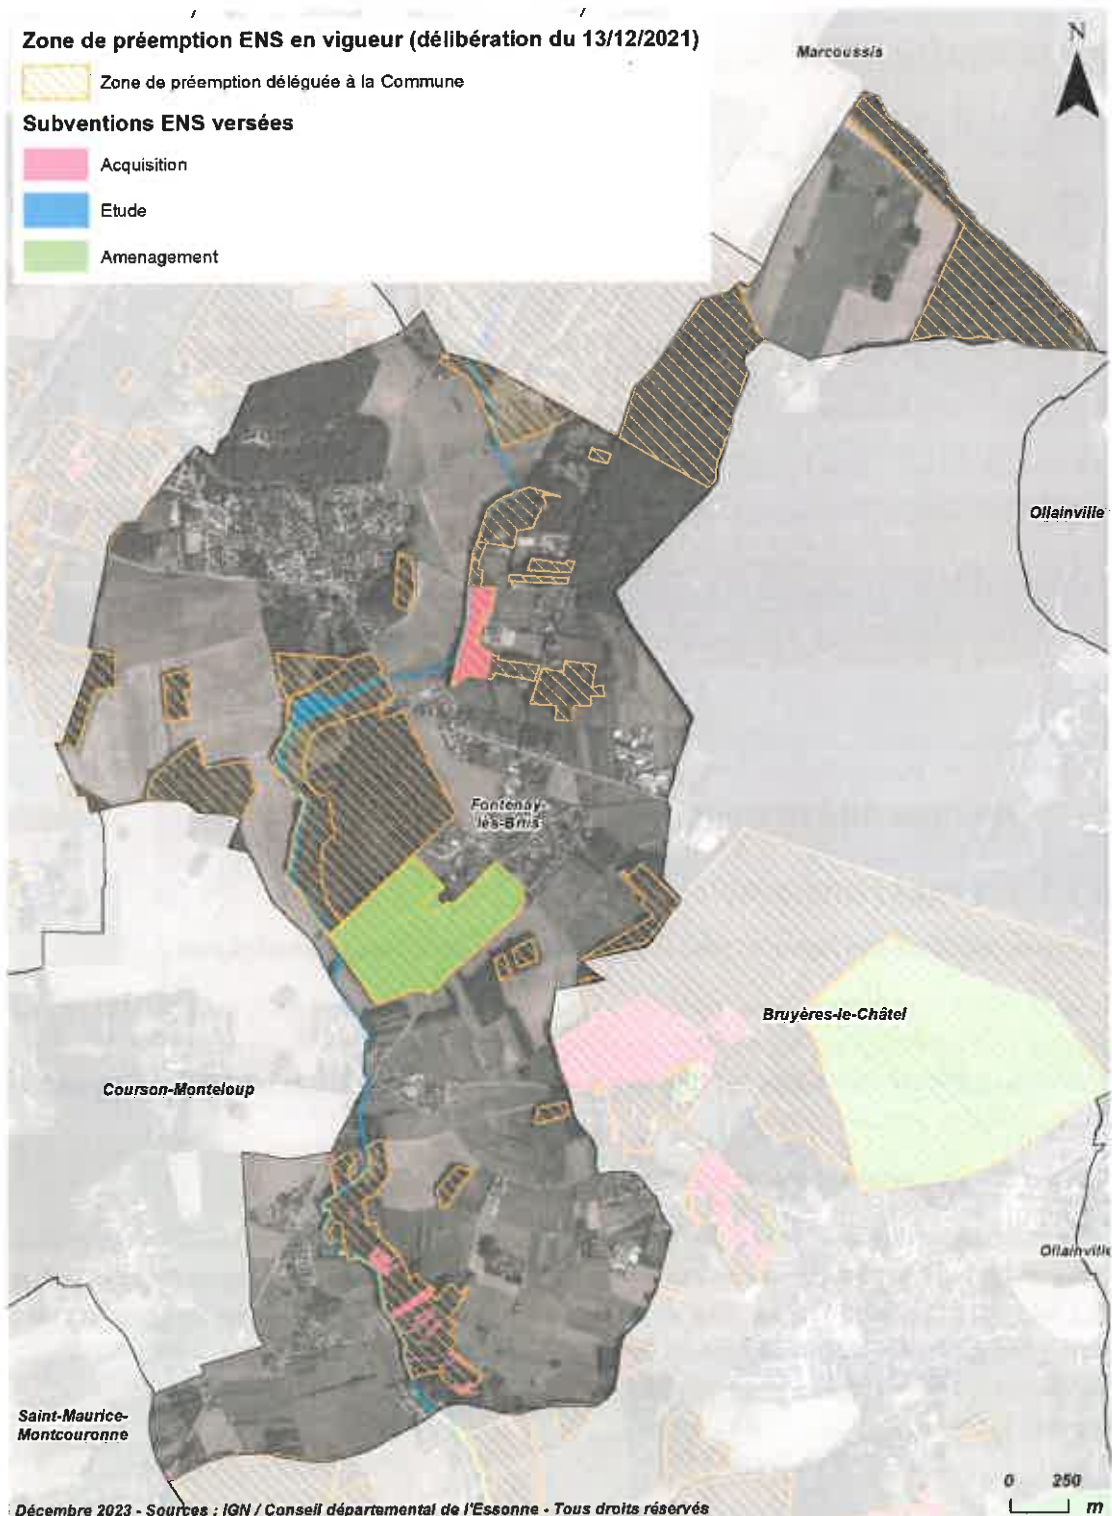 Zone de préemption ENS en vigueur (délibération du 13/12/2021)
Zone de préemption déléguée à la Commune
Subventions ENS versées
Acquisition
Etude
Amenagement
Marcoussis
N
Ollainville
Fontenay-
lès-Briis
Bruyères-le-Châtel
Courson-Monteloup
Ollainville
Saint-Maurice-
Montcouronne
0 250
m
Décembre 2023 - Sources : IGN / Conseil départemental de l'Essonne - Tous droits réservés